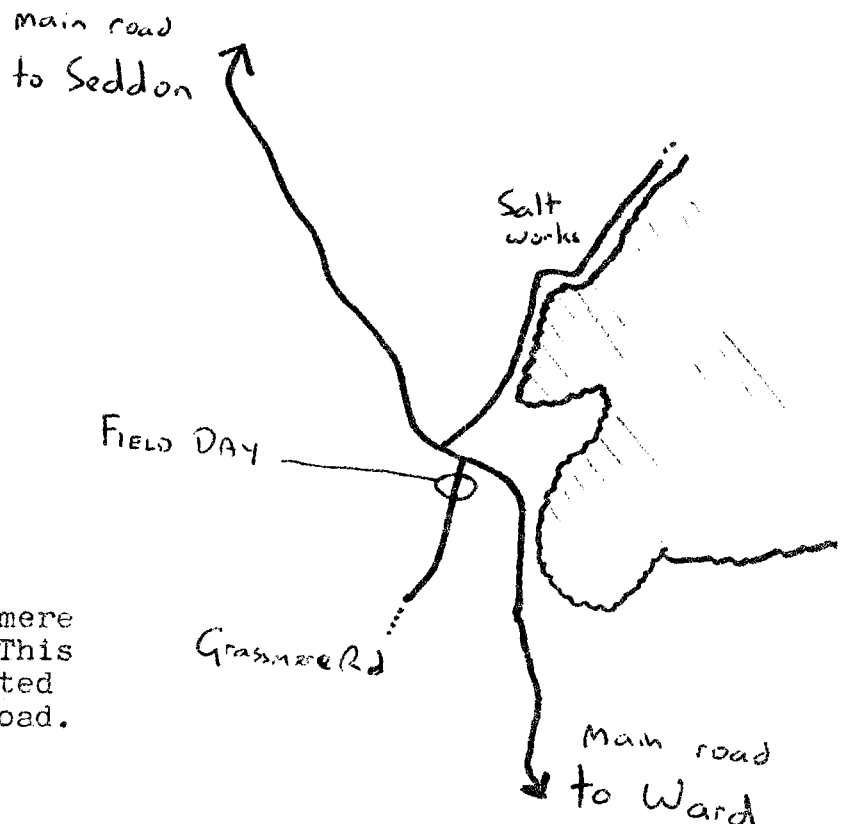 main road
to Seddon
Salt
works
FIELD DAY
mere
This
ted
oad.
Grassmere Rd
main road
to Ward